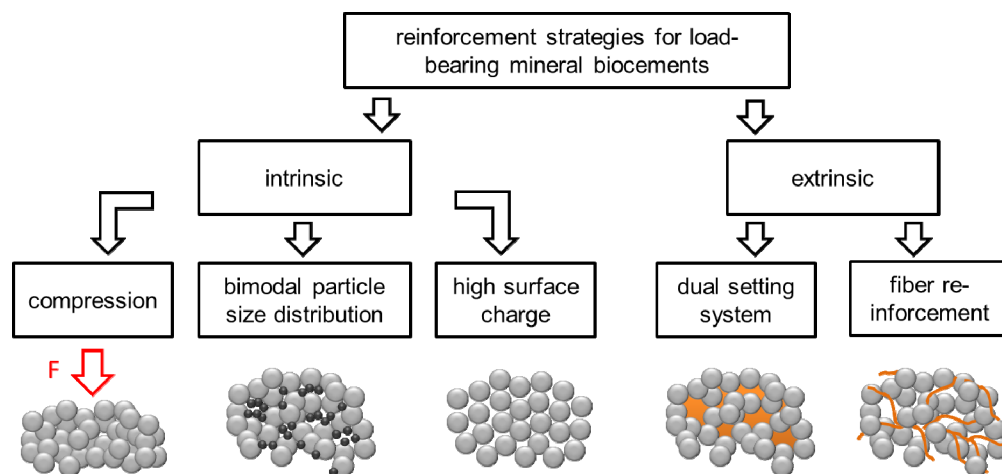 reinforcement strategies for load-
bearing mineral biocements
intrinsic
extrinsic
compression
bimodal particle
size distribution
high surface
charge
dual setting
system
fiber re-
inforcement
F